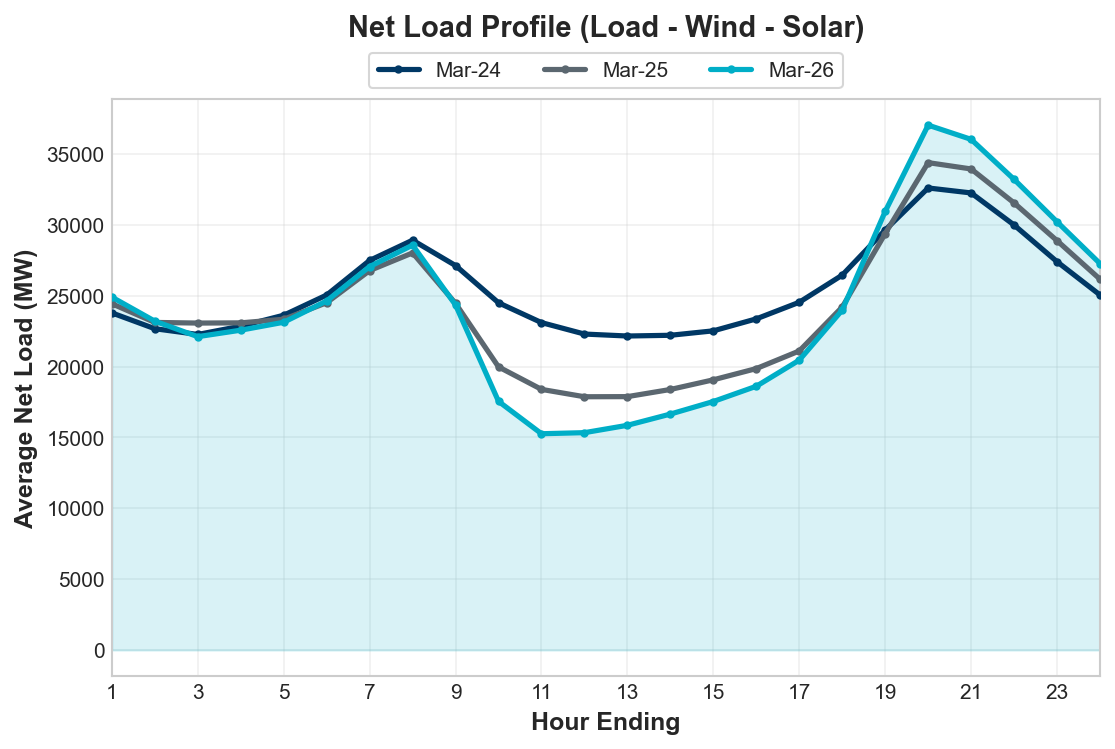 Net Load Profile (Load - Wind - Solar)
Mar-24 Mar-25 Mar-26
Average Net Load (MW)
35000
30000
25000
20000
15000
10000
5000
0
1 3 5 7 9 11 13 15 17 19 21 23
Hour Ending